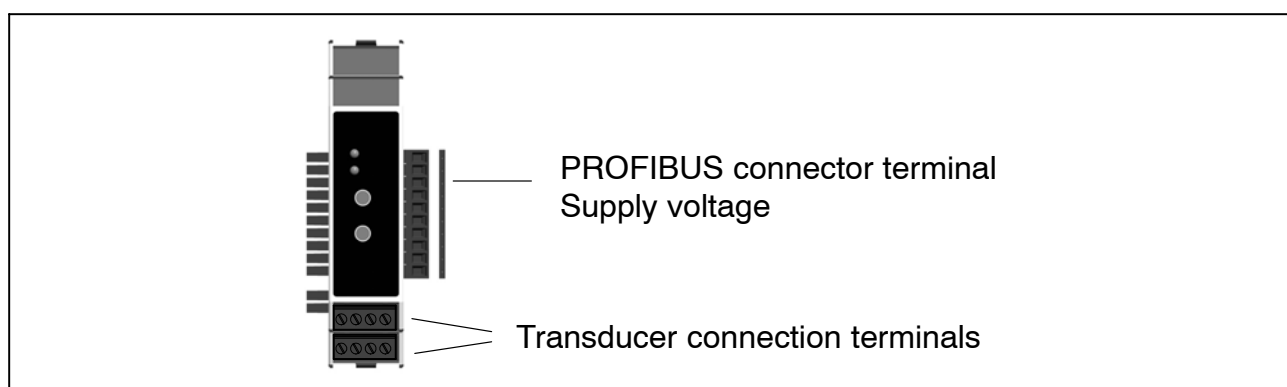 PROFIBUS connector terminal
Supply voltage
Transducer connection terminals